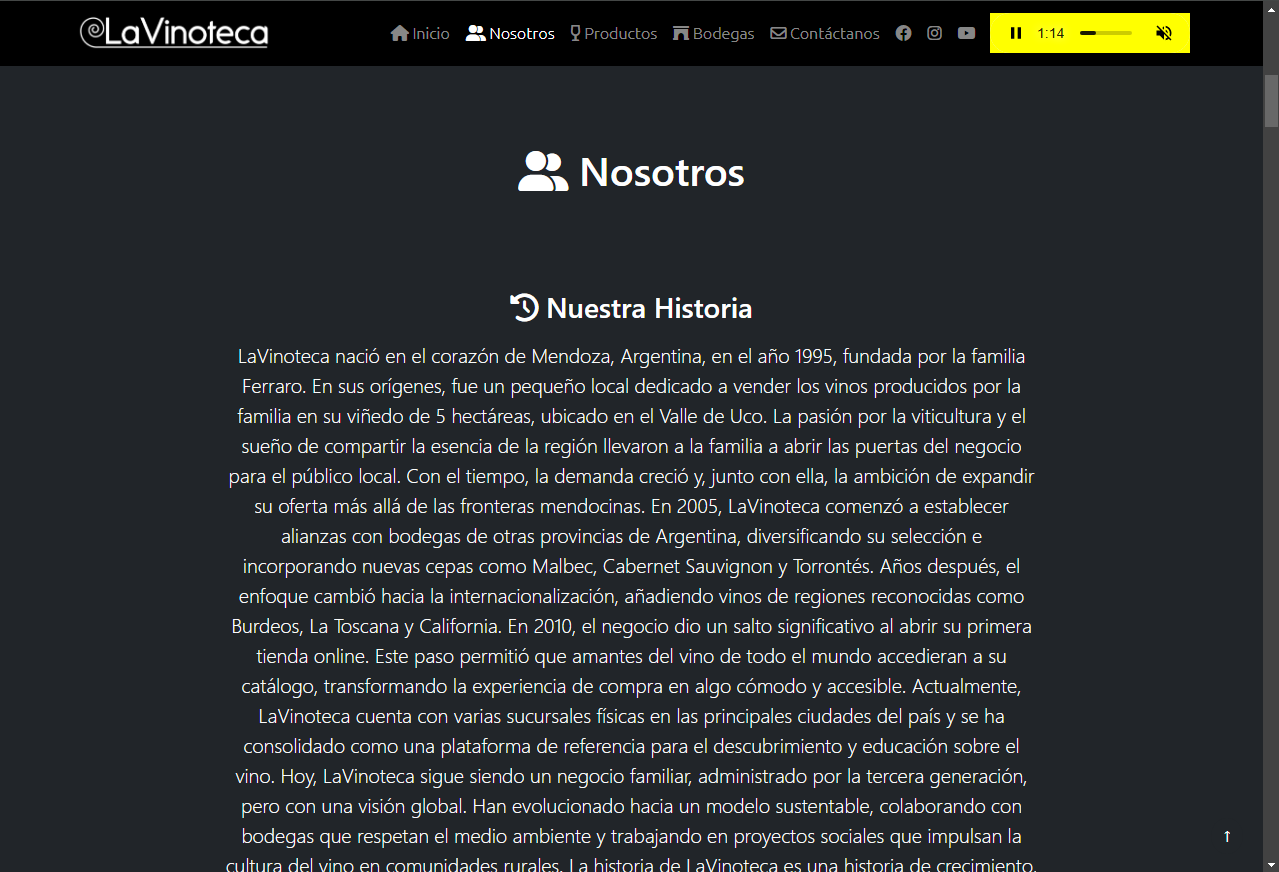 LaVinoteca
Inicio Nosotros Productos Bodegas Contáctanos 1:14
Nosotros
Nuestra Historia
LaVinoteca nació en el corazón de Mendoza, Argentina, en el año 1995, fundada por la familia
Ferraro. En sus orígenes, fue un pequeño local dedicado a vender los vinos producidos por la
familia en su viñedo de 5 hectáreas, ubicado en el Valle de Uco. La pasión por la viticultura y el
sueño de compartir la esencia de la región llevaron a la familia a abrir las puertas del negocio
para el público local. Con el tiempo, la demanda creció y, junto con ella, la ambición de expandir
su oferta más allá de las fronteras mendocinas. En 2005, LaVinoteca comenzó a establecer
alianzas con bodegas de otras provincias de Argentina, diversificando su selección e
incorporando nuevas cepas como Malbec, Cabernet Sauvignon y Torrontés. Años después, el
enfoque cambió hacia la internacionalización, añadiendo vinos de regiones reconocidas como
Burdeos, La Toscana y California. En 2010, el negocio dio un salto significativo al abrir su primera
tienda online. Este paso permitió que amantes del vino de todo el mundo accedieran a su
catálogo, transformando la experiencia de compra en algo cómodo y accesible. Actualmente,
LaVinoteca cuenta con varias sucursales físicas en las principales ciudades del país y se ha
consolidado como una plataforma de referencia para el descubrimiento y educación sobre el
vino. Hoy, LaVinoteca sigue siendo un negocio familiar, administrado por la tercera generación,
pero con una visión global. Han evolucionado hacia un modelo sustentable, colaborando con
bodegas que respetan el medio ambiente y trabajando en proyectos sociales que impulsan la
cultura del vino en comunidades rurales. La historia de LaVinoteca es una historia de crecimiento,